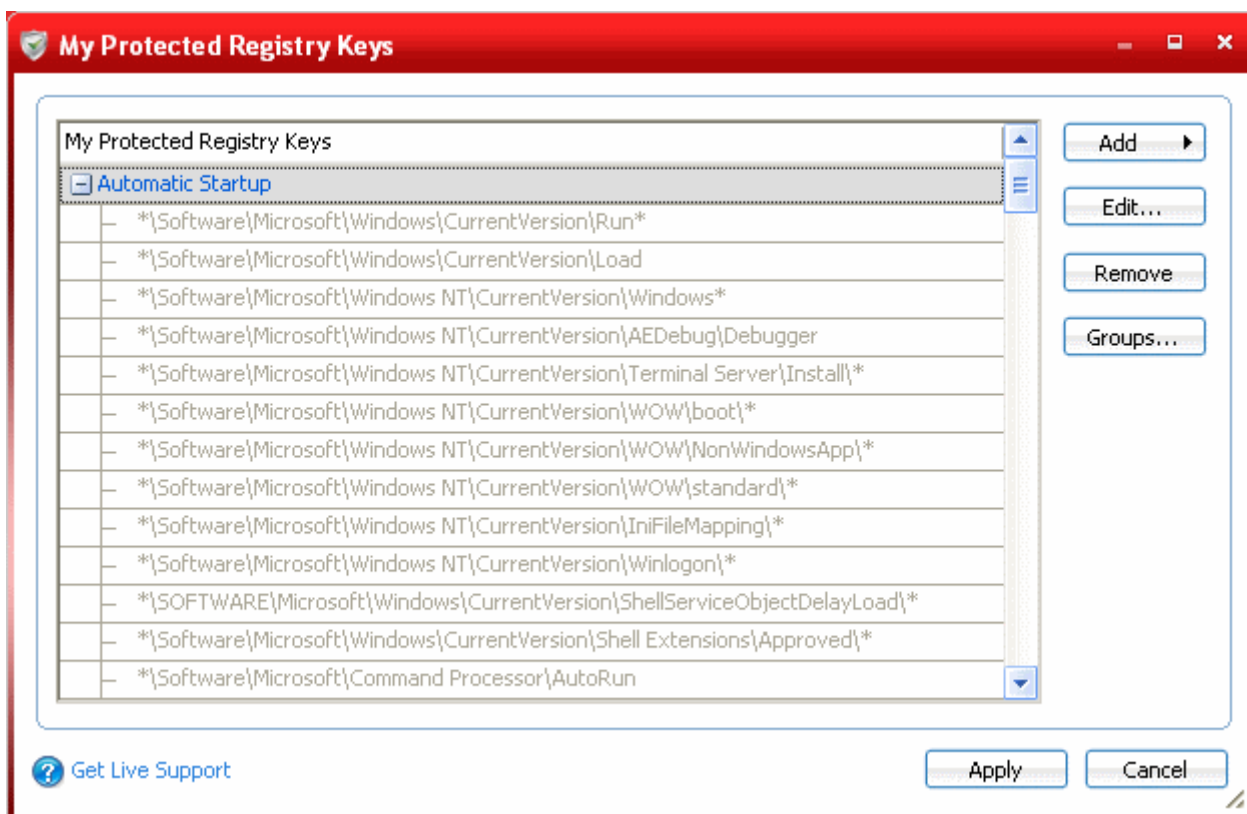 My Protected Registry Keys
My Protected Registry Keys
Add
Automatic Startup
*\Software\Microsoft\Windows\CurrentVersion\Run*
Edit...
*\Software\Microsoft\Windows\CurrentVersion\Load
Remove
*\Software\Microsoft\Windows NT\CurrentVersion\Windows*
*\Software\Microsoft\Windows NT\CurrentVersion\AEDebug\Debugger
Groups...
*\Software\Microsoft\Windows NT\CurrentVersion\Terminal Server\Install\*
*\Software\Microsoft\Windows NT\CurrentVersion\WOW\boot\*
*\Software\Microsoft\Windows NT\CurrentVersion\WOW\NonWindowsApp\*
*\Software\Microsoft\Windows NT\CurrentVersion\WOW\standard\*
*\Software\Microsoft\Windows NT\CurrentVersion\IniFileMapping\*
*\Software\Microsoft\Windows NT\CurrentVersion\Winlogon\*
*\SOFTWARE\Microsoft\Windows\CurrentVersion\ShellServiceObjectDelayLoad\*
*\Software\Microsoft\Windows\CurrentVersion\Shell Extensions\Approved\*
*\Software\Microsoft\Command Processor\AutoRun
Get Live Support
Apply
Cancel